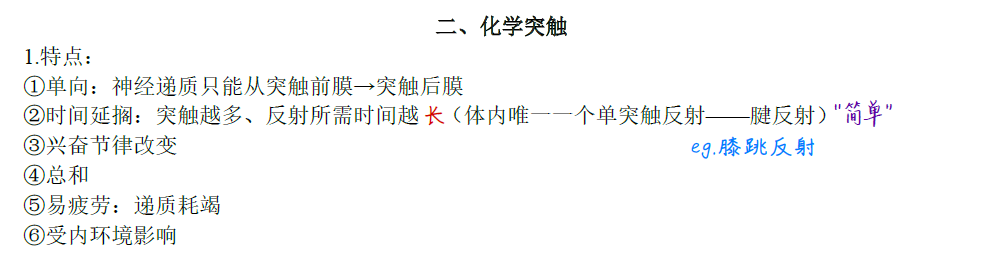 二、化学突触
1.特点：
①单向：神经递质只能从突触前膜→突触后膜
②时间延搁：突触越多、反射所需时间越长（体内唯一一个单突触反射——腱反射）"简单"
③兴奋节律改变 eg.膝跳反射
④总和
⑤易疲劳：递质耗竭
⑥受内环境影响